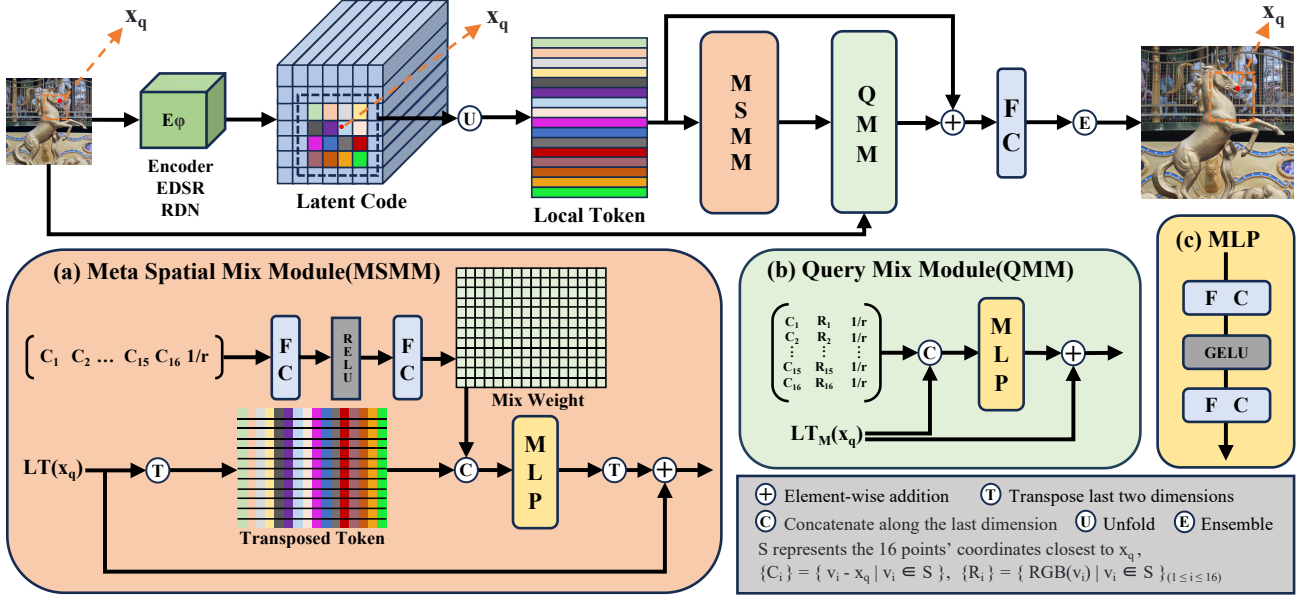 x_q
x_q
x_q
Eφ
Encoder
EDSR
RDN
Latent Code
U
Local Token
M
S
M
M
Q
M
M
+
F
C
E
(a) Meta Spatial Mix Module(MSMM)
C₁ C₂ … C₁₅ C₁₆ 1/r
F
C
R
E
L
U
F
C
Mix Weight
LT(x_q)
T
Transposed Token
C
M
L
P
T
+
(b) Query Mix Module(QMM)
C₁ R₁ 1/r
C₂ R₂ 1/r
⋮ ⋮ ⋮
C₁₅ R₁₅ 1/r
C₁₆ R₁₆ 1/r
C
M
L
P
+
LT_M(x_q)
(c) MLP
F C
GELU
F C
+ Element-wise addition T Transpose last two dimensions
C Concatenate along the last dimension U Unfold E Ensemble
S represents the 16 points' coordinates closest to x_q ,
{C_i} = { v_i - x_q | v_i ∈ S }, {R_i} = { RGB(v_i) | v_i ∈ S }_(1 ≤ i ≤ 16)